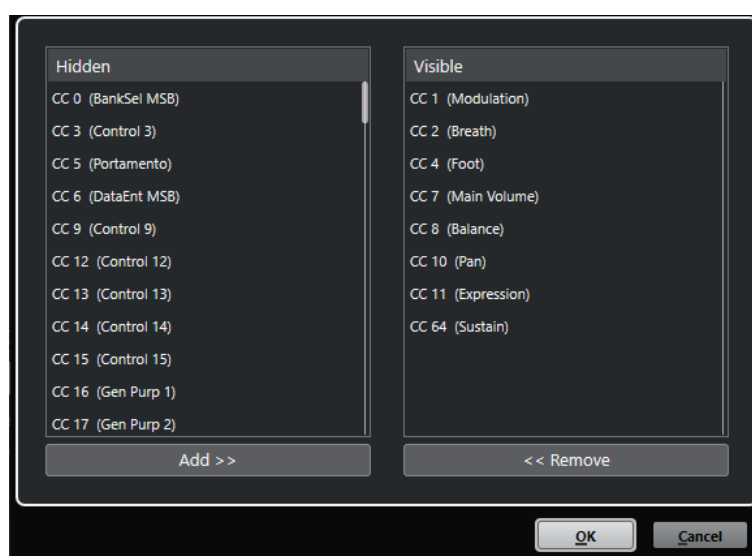 Hidden
CC 0 (BankSel MSB)
CC 3 (Control 3)
CC 5 (Portamento)
CC 6 (DataEnt MSB)
CC 9 (Control 9)
CC 12 (Control 12)
CC 13 (Control 13)
CC 14 (Control 14)
CC 15 (Control 15)
CC 16 (Gen Purp 1)
CC 17 (Gen Purp 2)
Add >>
Visible
CC 1 (Modulation)
CC 2 (Breath)
CC 4 (Foot)
CC 7 (Main Volume)
CC 8 (Balance)
CC 10 (Pan)
CC 11 (Expression)
CC 64 (Sustain)
<< Remove
OK
Cancel